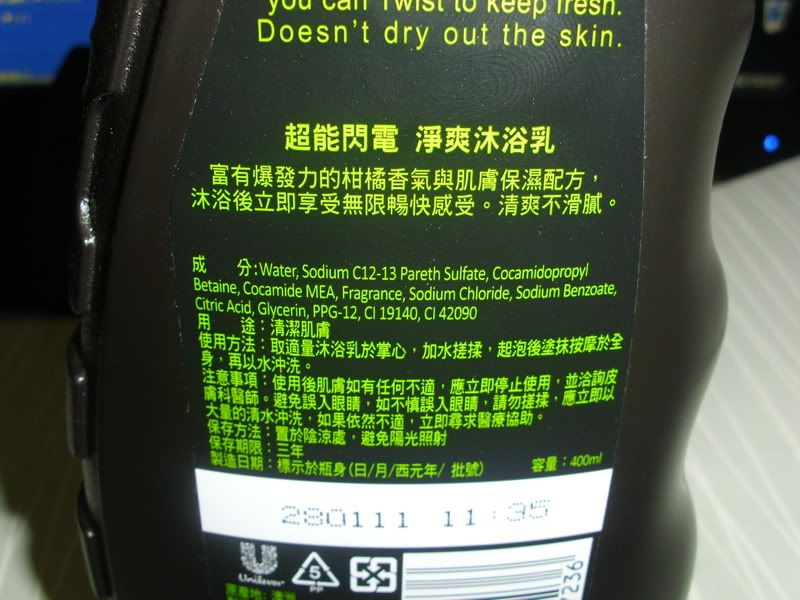 you can Twist to keep fresh.
Doesn't dry out the skin.
超能閃電 淨爽沐浴乳
富有爆發力的柑橘香氣與肌膚保濕配方，
沐浴後立即享受無限暢快感受。清爽不滑膩。
成 分:Water, Sodium C12-13 Pareth Sulfate, Cocamidopropyl
Betaine, Cocamide MEA, Fragrance, Sodium Chloride, Sodium Benzoate,
Citric Acid, Glycerin, PPG-12, CI 19140, CI 42090
用 途：清潔肌膚
使用方法：取適量沐浴乳於掌心，加水搓揉，起泡後塗抹按摩於全
身，再以水沖洗。
注意事項：使用後肌膚如有任何不適，應立即停止使用，並洽詢皮
膚科醫師。避免誤入眼睛，如不慎誤入眼睛，請勿搓揉，應立即以
大量的清水沖洗，如果依然不適，立即尋求醫療協助。
保存方法：置於陰涼處，避免陽光照射
保存期限：三年
製造日期：標示於瓶身(日/月/西元年/ 批號) 容量：400ml
280111 11:35
Unilever
5
PP
7236
原產地: